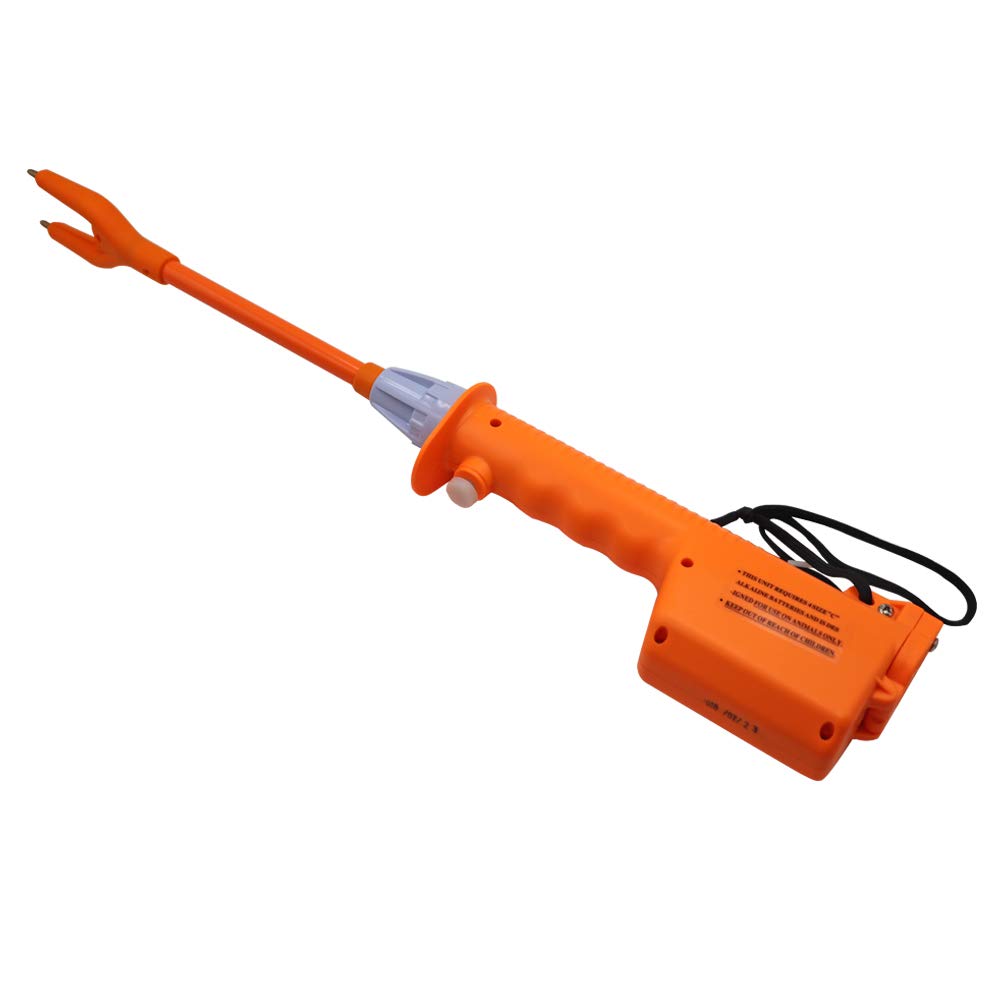 • THIS UNIT REQUIRES 4 SIZE "C"
ALKALINE BATTERIES AND IS DES
-IGNED FOR USE ON ANIMALS ONLY.
• KEEP OUT OF REACH OF CHILDREN.